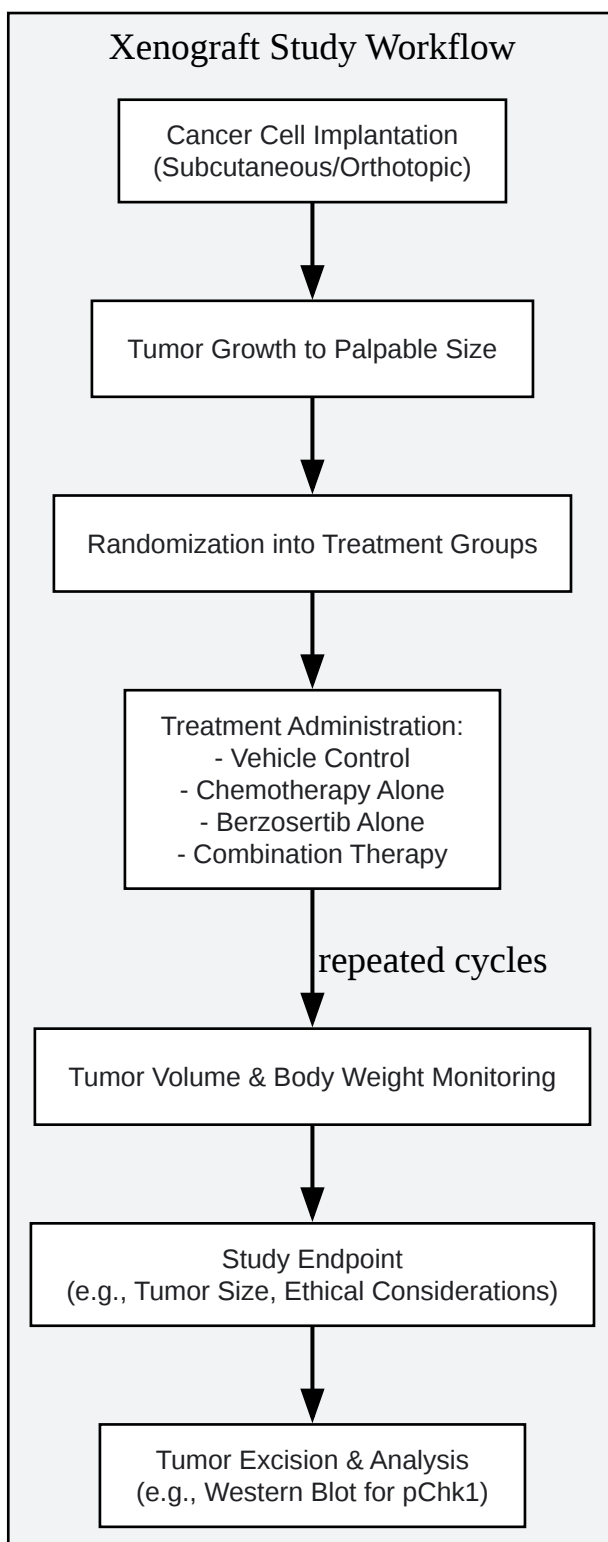 Xenograft Study Workflow
Cancer Cell Implantation
(Subcutaneous/Orthotopic)
Tumor Growth to Palpable Size
Randomization into Treatment Groups
Treatment Administration:
- Vehicle Control
- Chemotherapy Alone
- Berzosertib Alone
- Combination Therapy
repeated cycles
Tumor Volume & Body Weight Monitoring
Study Endpoint
(e.g., Tumor Size, Ethical Considerations)
Tumor Excision & Analysis
(e.g., Western Blot for pChk1)